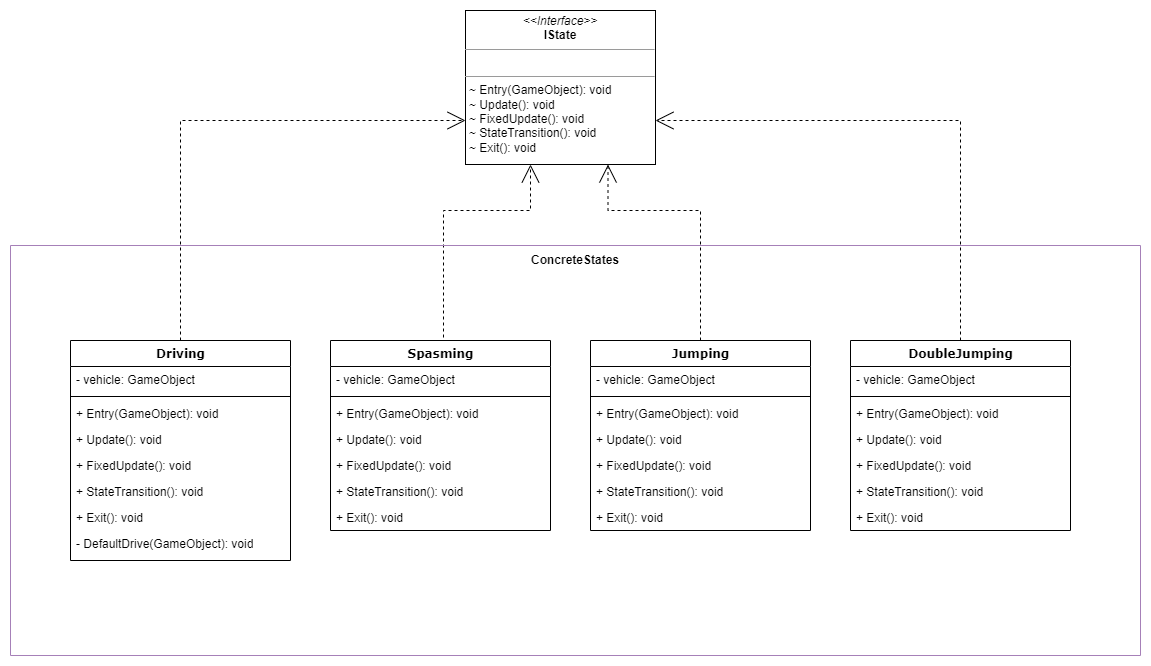 <<Interface>>
IState
~ Entry(GameObject): void
~ Update(): void
~ FixedUpdate(): void
~ StateTransition(): void
~ Exit(): void
ConcreteStates
Driving
- vehicle: GameObject
+ Entry(GameObject): void
+ Update(): void
+ FixedUpdate(): void
+ StateTransition(): void
+ Exit(): void
- DefaultDrive(GameObject): void
Spasming
- vehicle: GameObject
+ Entry(GameObject): void
+ Update(): void
+ FixedUpdate(): void
+ StateTransition(): void
+ Exit(): void
Jumping
- vehicle: GameObject
+ Entry(GameObject): void
+ Update(): void
+ FixedUpdate(): void
+ StateTransition(): void
+ Exit(): void
DoubleJumping
- vehicle: GameObject
+ Entry(GameObject): void
+ Update(): void
+ FixedUpdate(): void
+ StateTransition(): void
+ Exit(): void